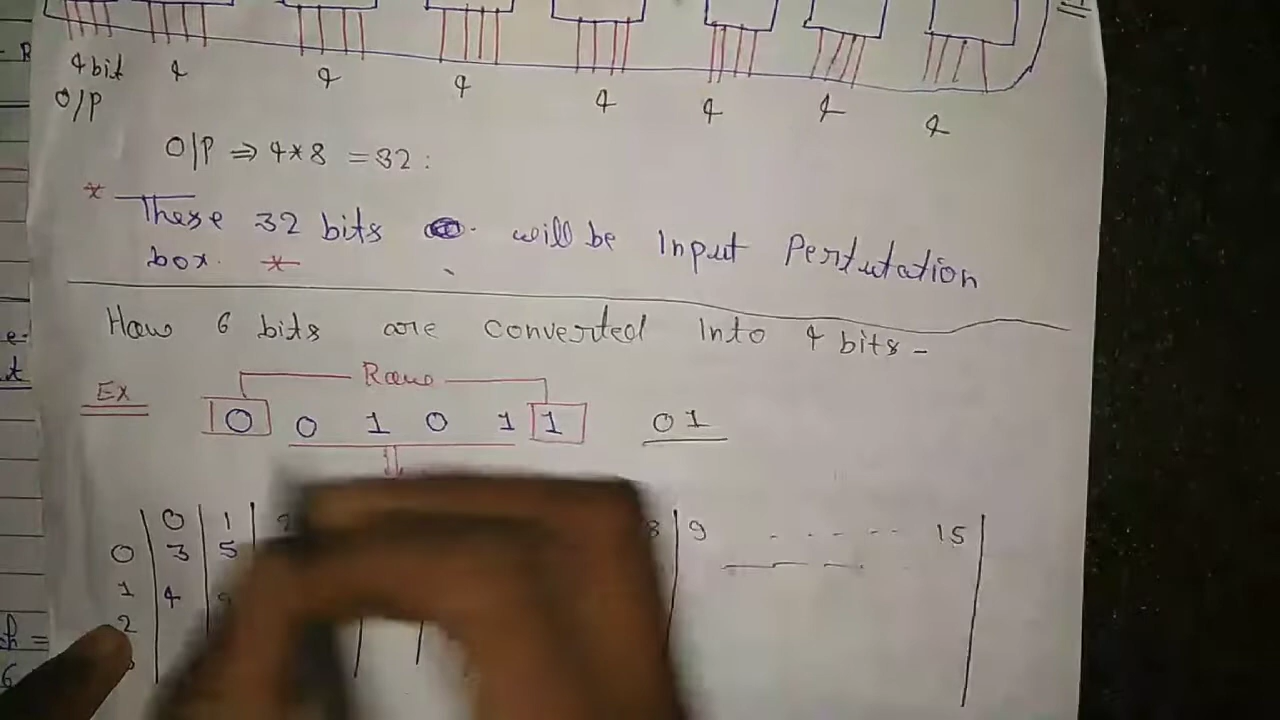 4 bit 4 4 4 4 4 4 4
O/P
O/P ⇒ 4*8 = 32 :
* These 32 bits will be Input Pertutation
box. *
How 6 bits are converted Into 4 bits -
Ex
Row
0 0 1 0 1 1 01
0 1 9 - - - - - 15
0 3 5
1 4
2